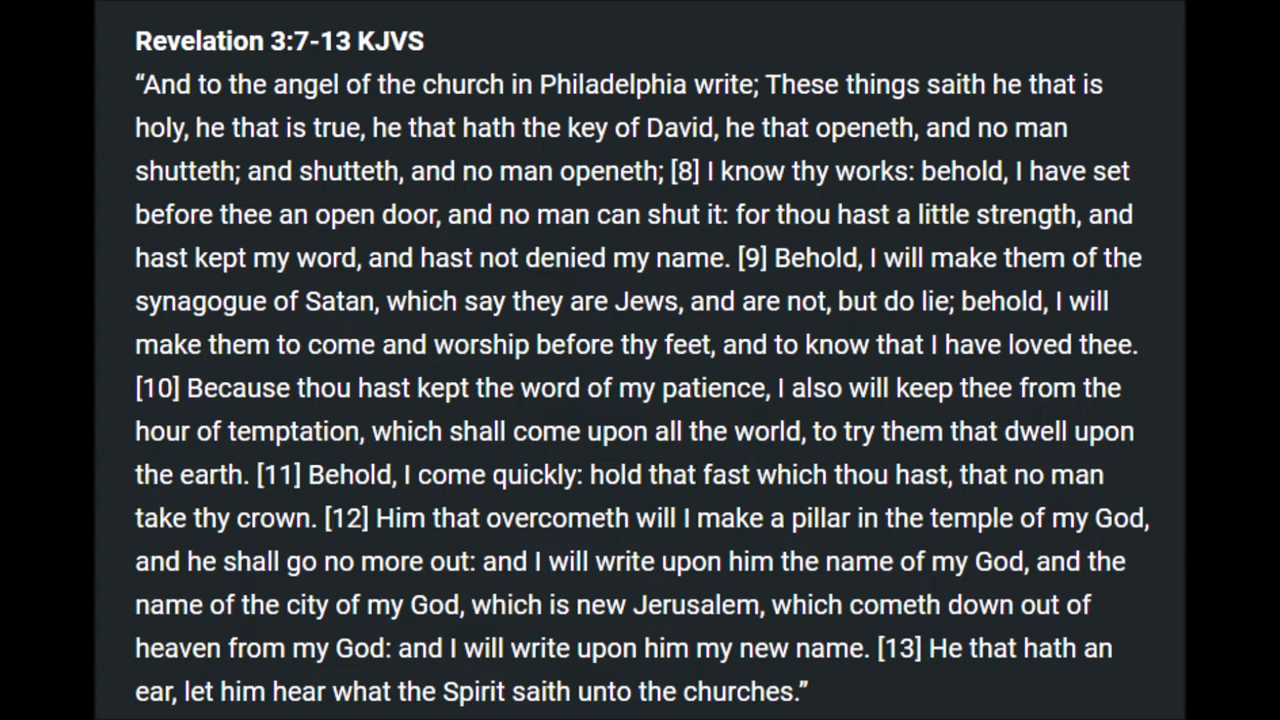 Revelation 3:7-13 KJVS
“And to the angel of the church in Philadelphia write; These things saith he that is
holy, he that is true, he that hath the key of David, he that openeth, and no man
shutteth; and shutteth, and no man openeth; [8] I know thy works: behold, I have set
before thee an open door, and no man can shut it: for thou hast a little strength, and
hast kept my word, and hast not denied my name. [9] Behold, I will make them of the
synagogue of Satan, which say they are Jews, and are not, but do lie; behold, I will
make them to come and worship before thy feet, and to know that I have loved thee.
[10] Because thou hast kept the word of my patience, I also will keep thee from the
hour of temptation, which shall come upon all the world, to try them that dwell upon
the earth. [11] Behold, I come quickly: hold that fast which thou hast, that no man
take thy crown. [12] Him that overcometh will I make a pillar in the temple of my God,
and he shall go no more out: and I will write upon him the name of my God, and the
name of the city of my God, which is new Jerusalem, which cometh down out of
heaven from my God: and I will write upon him my new name. [13] He that hath an
ear, let him hear what the Spirit saith unto the churches.”